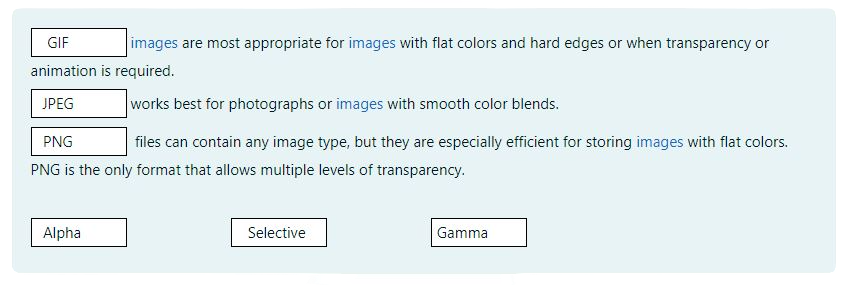 GIF images are most appropriate for images with flat colors and hard edges or when transparency or
animation is required.
JPEG works best for photographs or images with smooth color blends.
PNG files can contain any image type, but they are especially efficient for storing images with flat colors.
PNG is the only format that allows multiple levels of transparency.
Alpha Selective Gamma